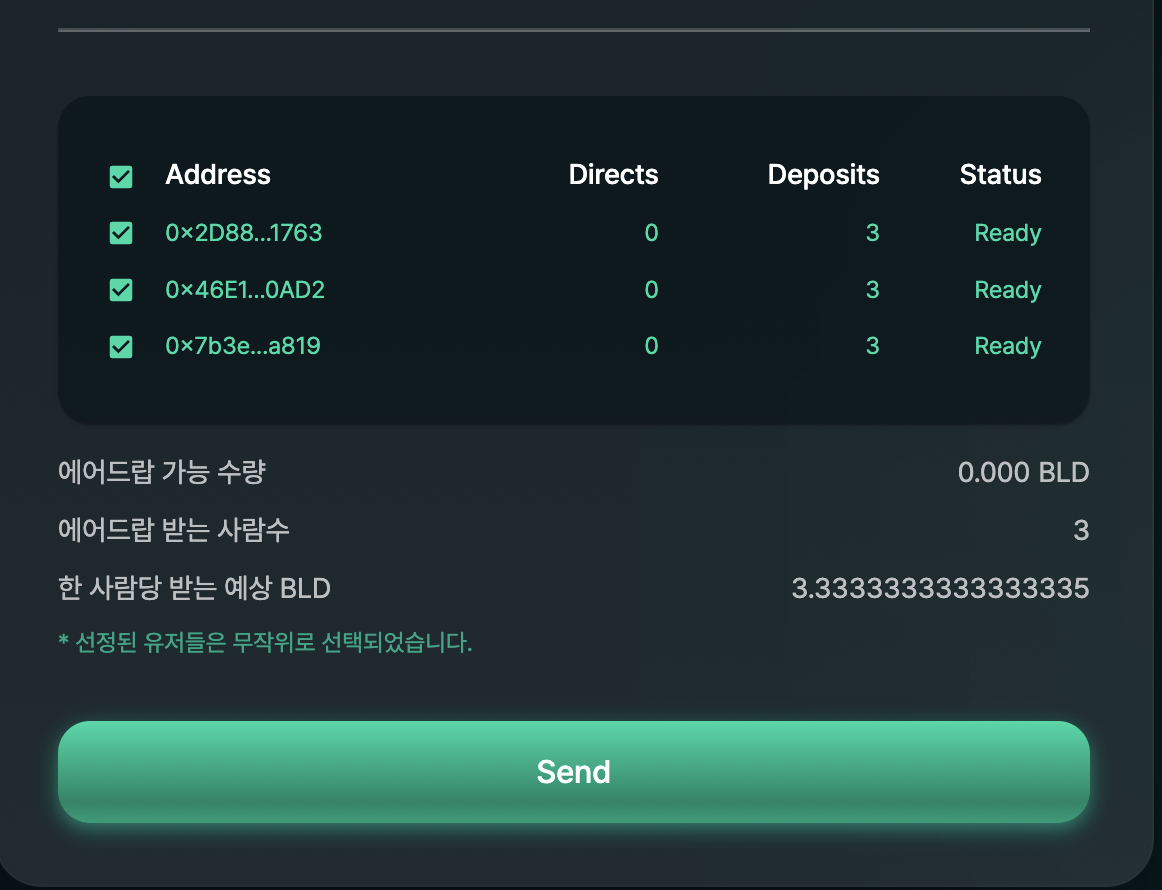 Address Directs Deposits Status
0×2D88...1763 0 3 Ready
0×46E1...0AD2 0 3 Ready
0×7b3e...a819 0 3 Ready
에어드랍 가능 수량 0.000 BLD
에어드랍 받는 사람수 3
한 사람당 받는 예상 BLD 3.3333333333333335
* 선정된 유저들은 무작위로 선택되었습니다.
Send